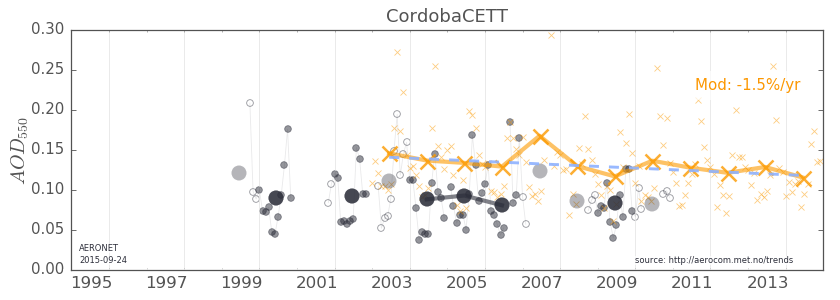 CordobaCETT
0.30
0.25
0.20
0.15
0.10
0.05
0.00
AOD550
Mod: -1.5%/yr
AERONET
2015-09-24
source: http://aerocom.met.no/trends
1995 1997 1999 2001 2003 2005 2007 2009 2011 2013